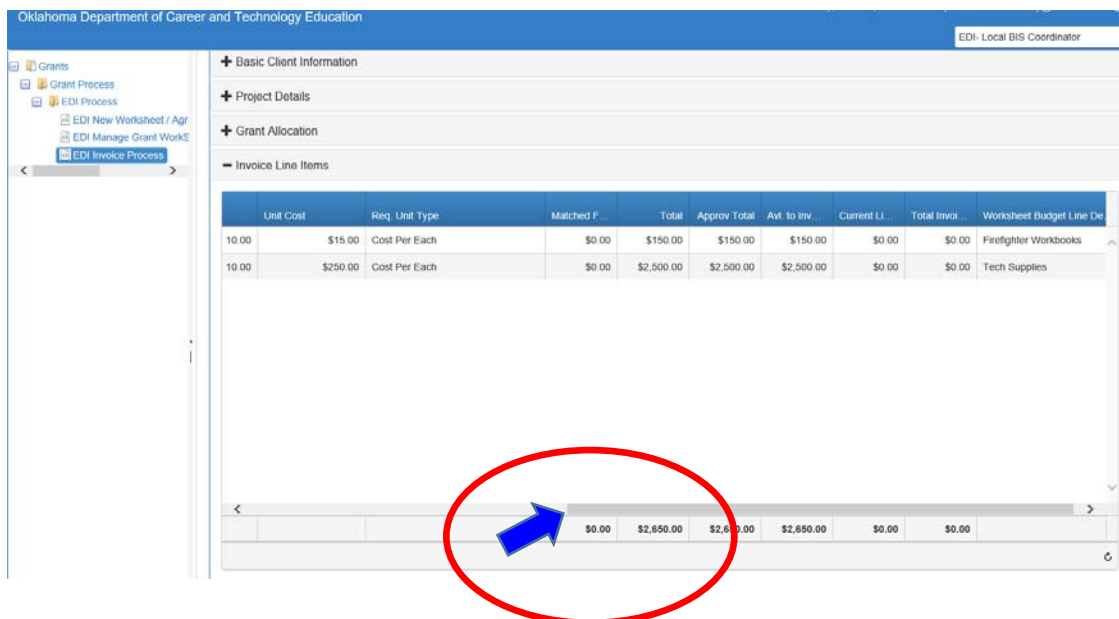 Oklahoma Department of Career and Technology Education
EDI- Local BIS Coordinator
Grants
Grant Process
EDI Process
EDI New Worksheet / Agr
EDI Manage Grant WorkS
EDI Invoice Process
Basic Client Information
Project Details
Grant Allocation
Invoice Line Items
Unit Cost Req. Unit Type Matched F... Total Approv Total Avl. to Inv... Current Li... Total Invoi... Worksheet Budget Line De
10.00 $15.00 Cost Per Each $0.00 $150.00 $150.00 $150.00 $0.00 $0.00 Firefighter Workbooks
10.00 $250.00 Cost Per Each $0.00 $2,500.00 $2,500.00 $2,500.00 $0.00 $0.00 Tech Supplies
$0.00 $2,650.00 $2,650.00 $2,650.00 $0.00 $0.00